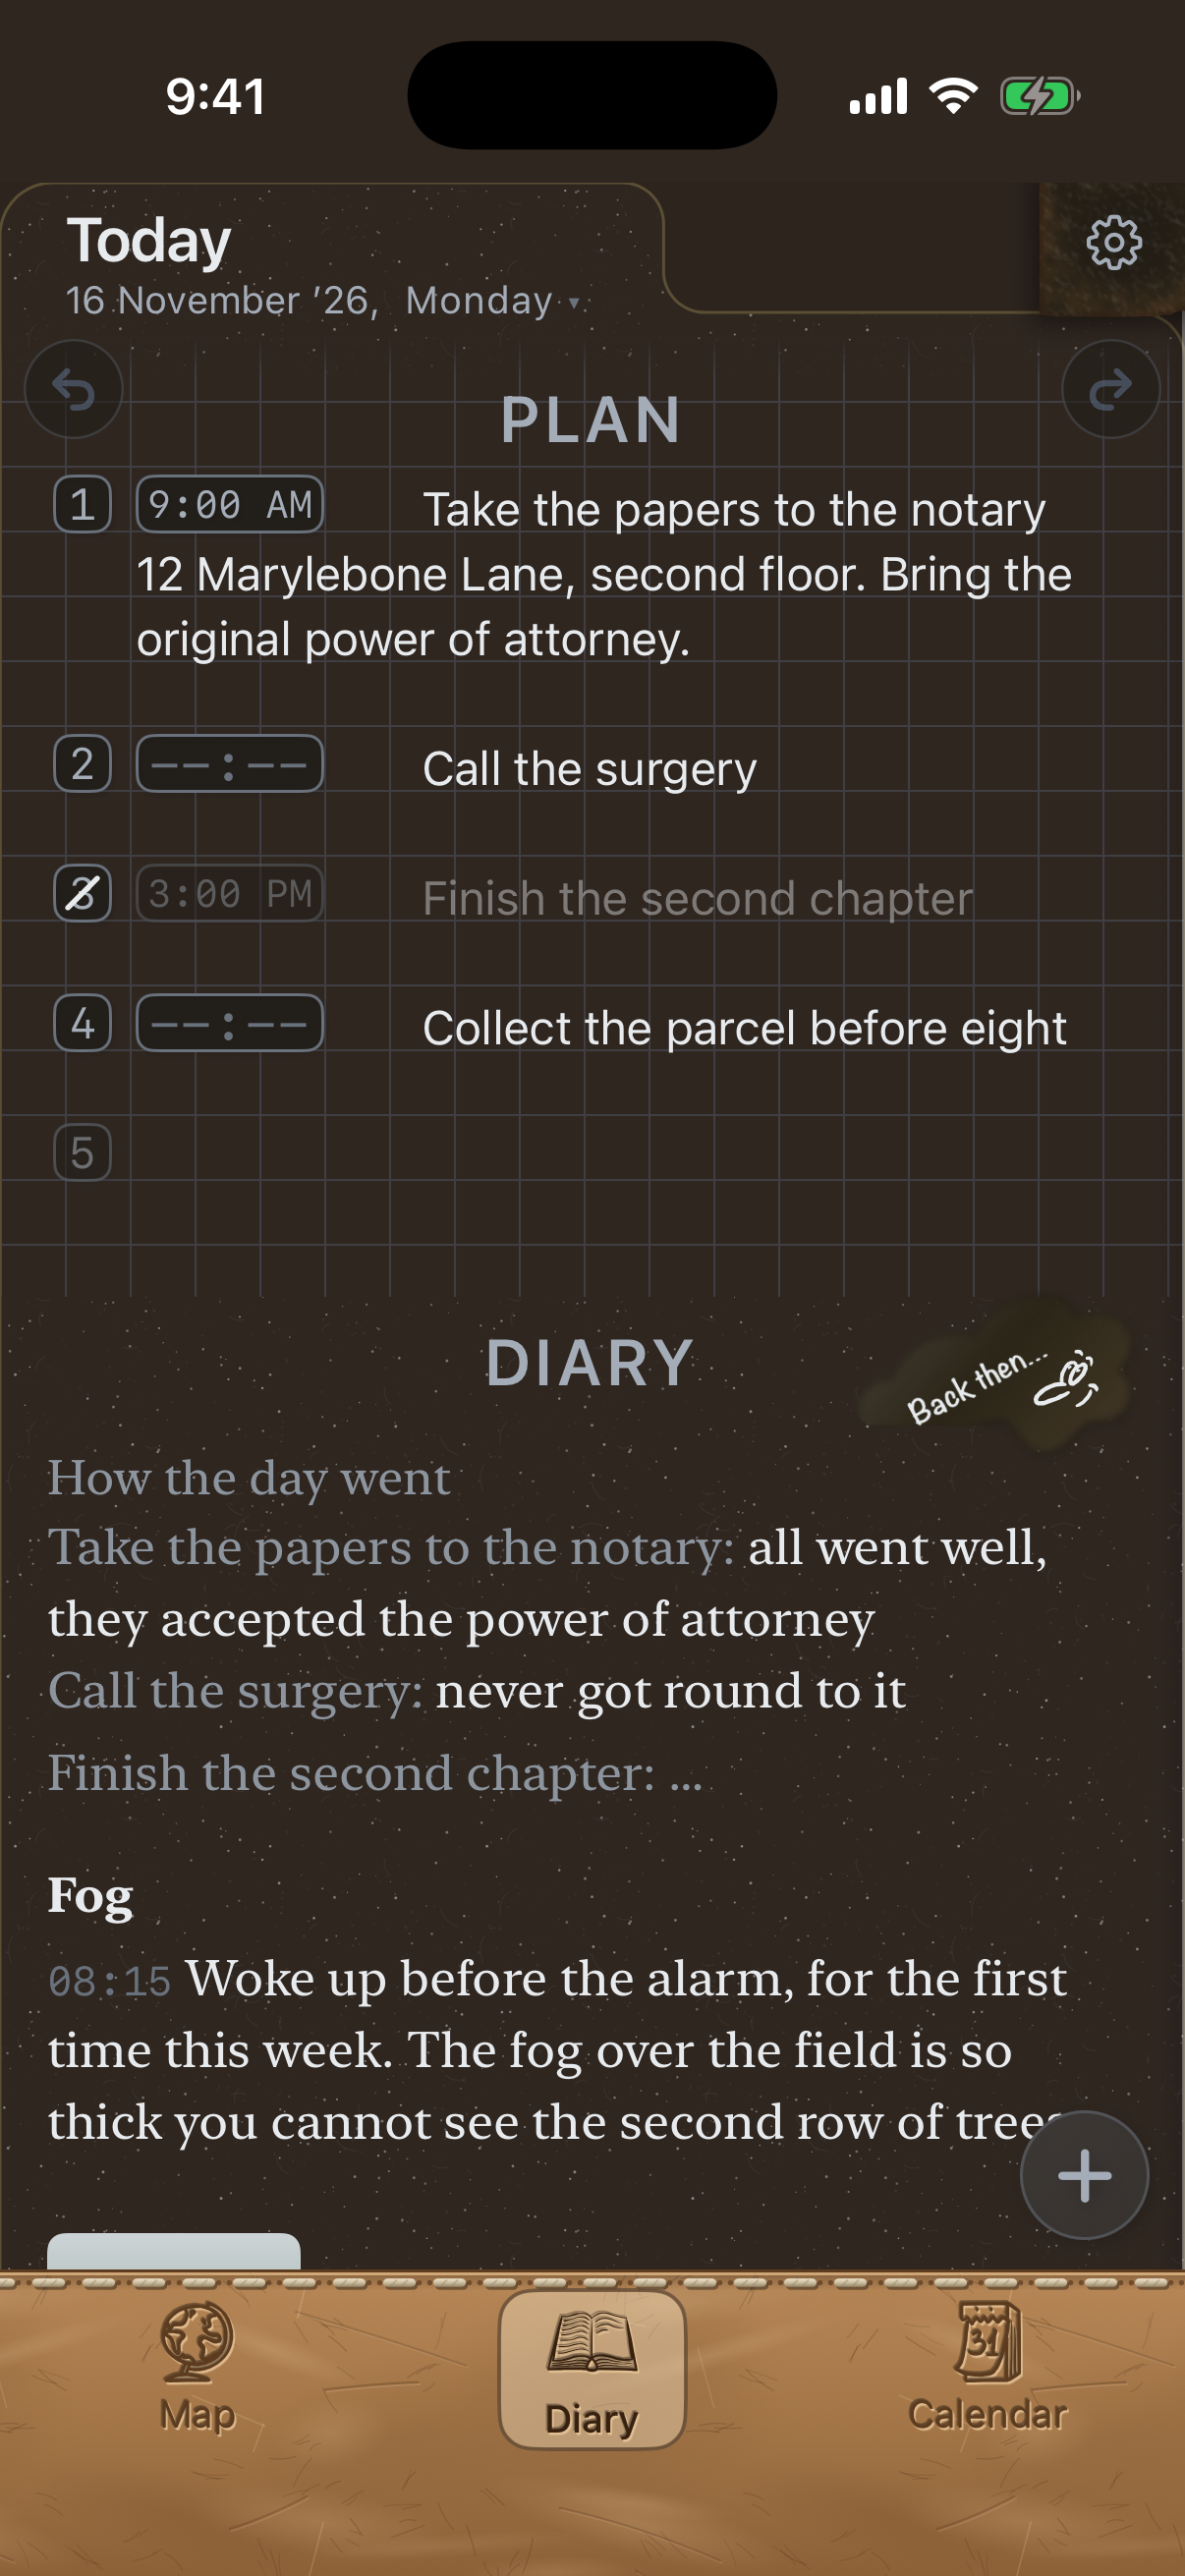 9:41
Today
16 November ’26, Monday
PLAN
1 9:00 AM Take the papers to the notary
12 Marylebone Lane, second floor. Bring the
original power of attorney.
2 --:-- Call the surgery
3 3:00 PM Finish the second chapter
4 --:-- Collect the parcel before eight
5
DIARY
Back then...
How the day went
Take the papers to the notary: all went well,
they accepted the power of attorney
Call the surgery: never got round to it
Finish the second chapter: ...
Fog
08:15 Woke up before the alarm, for the first
time this week. The fog over the field is so
thick you cannot see the second row of trees
31
Map
Diary
Calendar